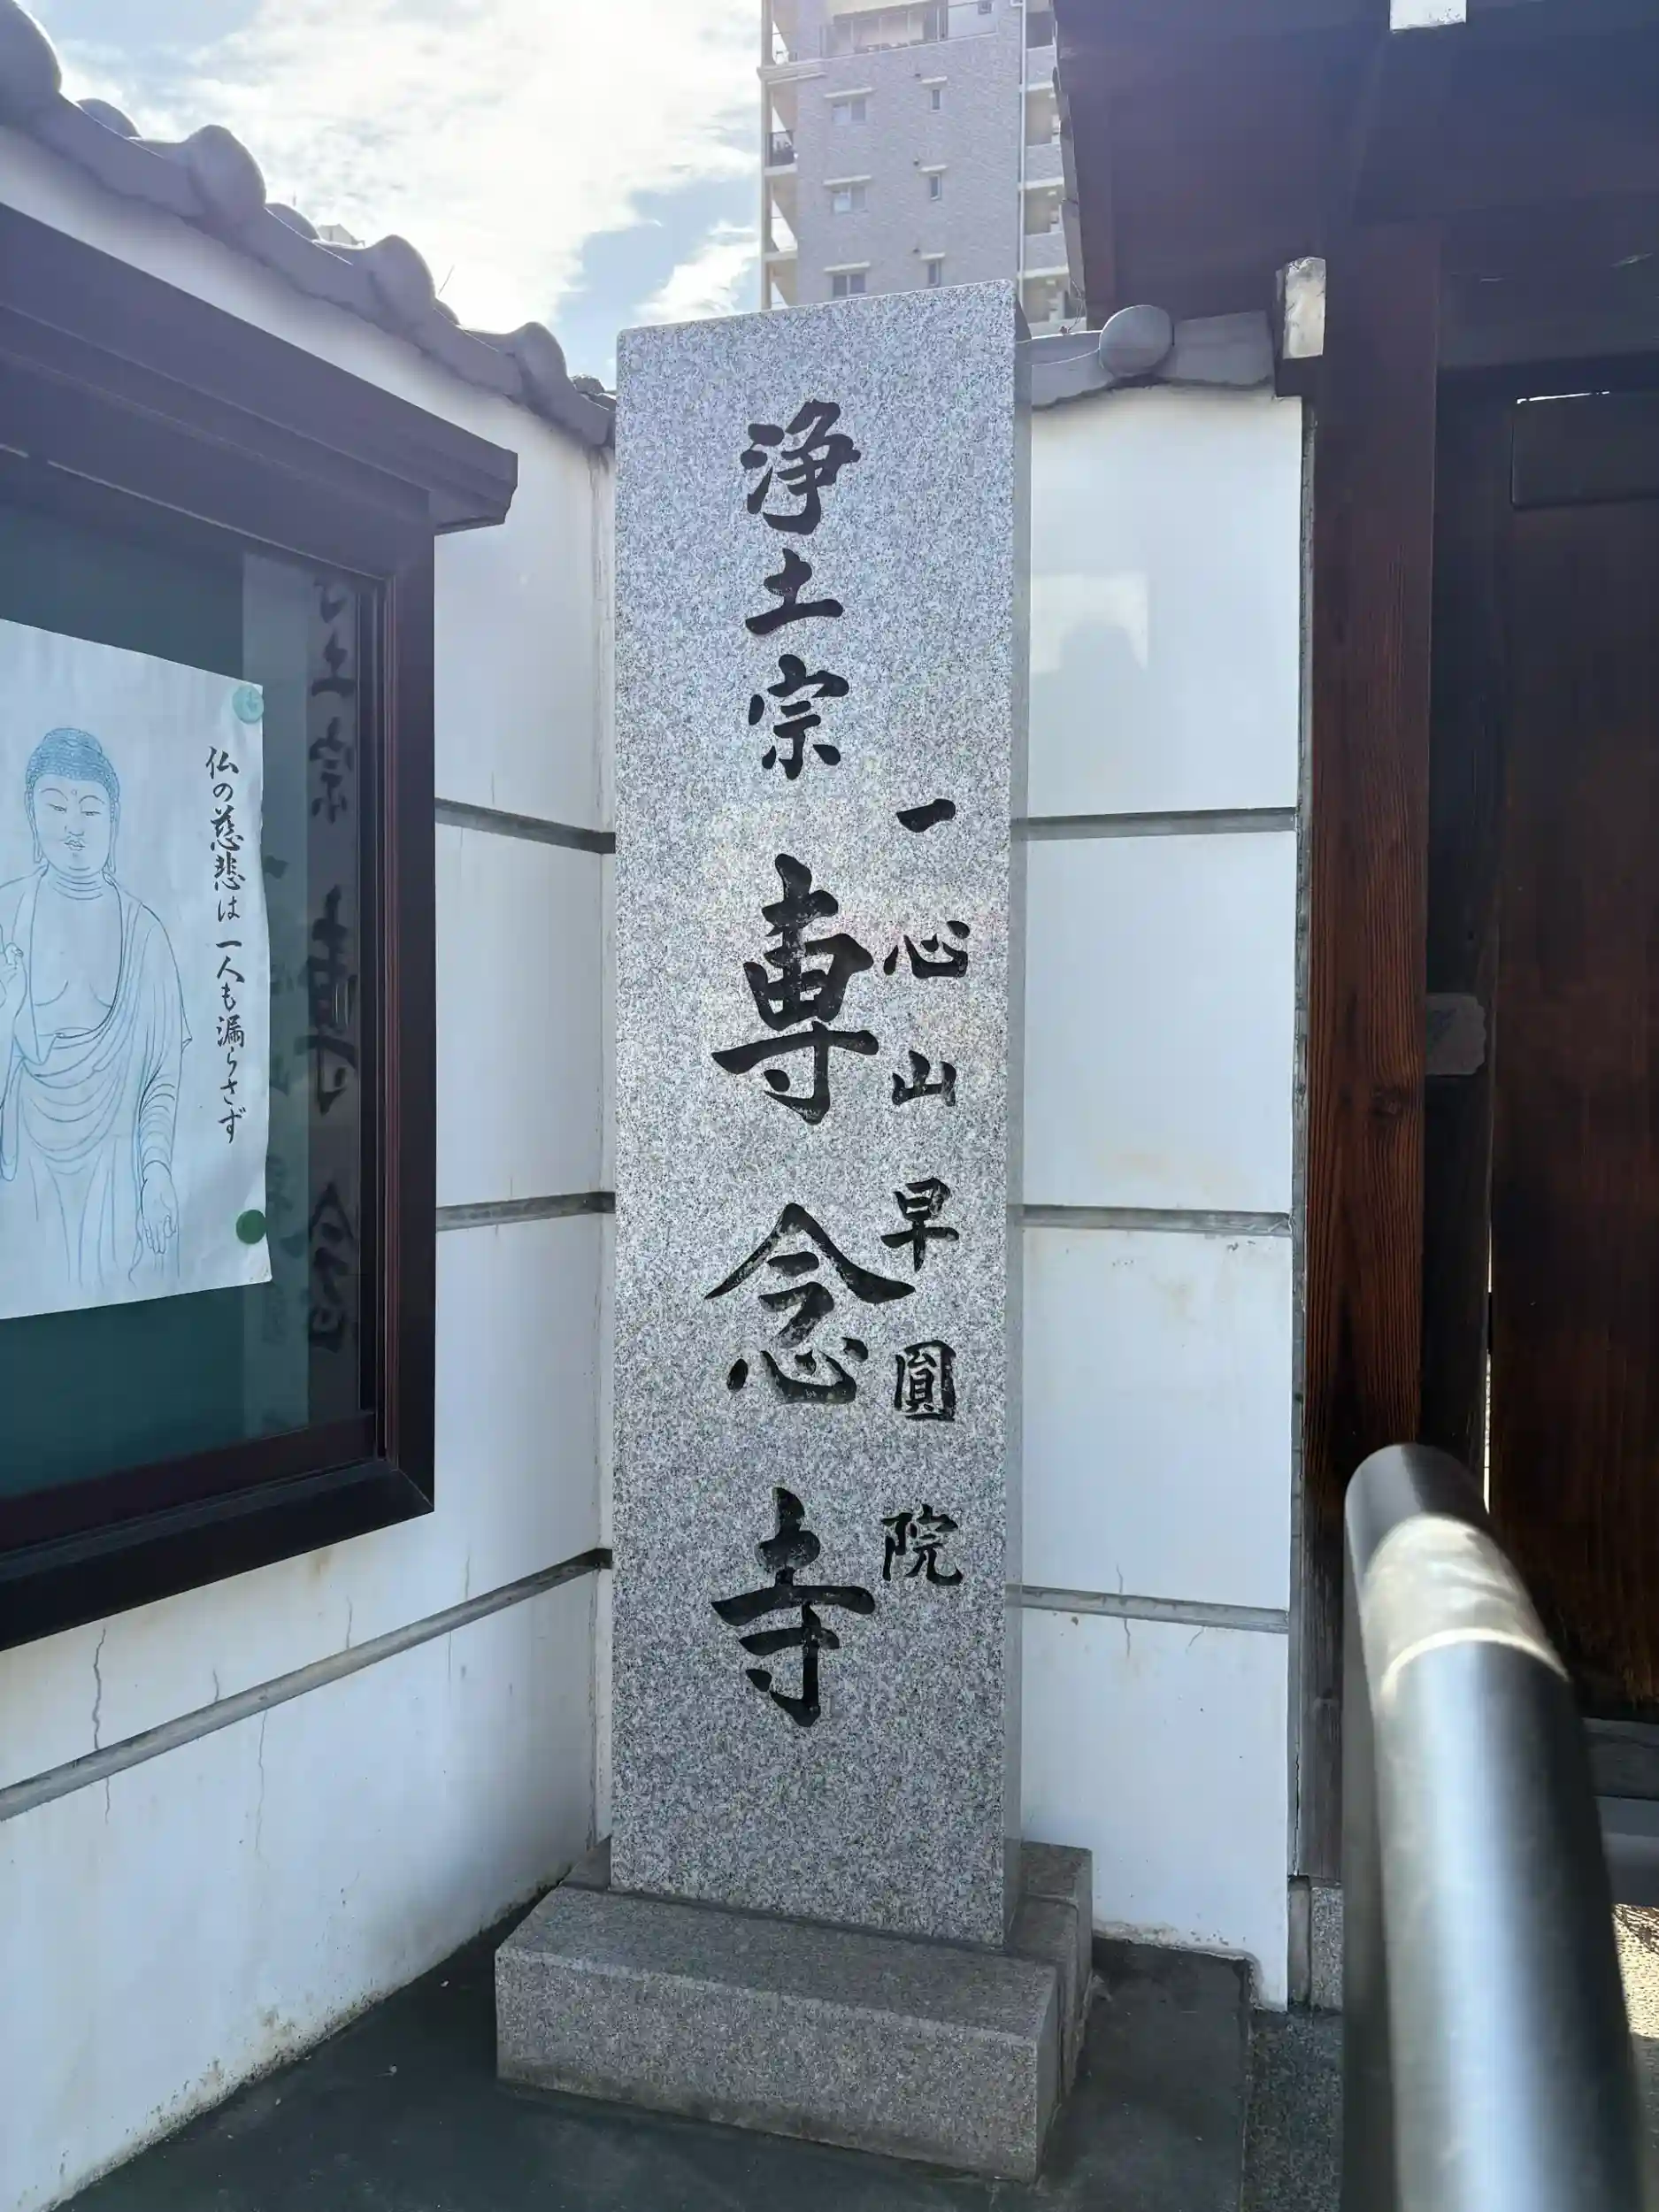 一心山早圓院
浄土宗専念寺
仏の慈悲は一人も漏らさず